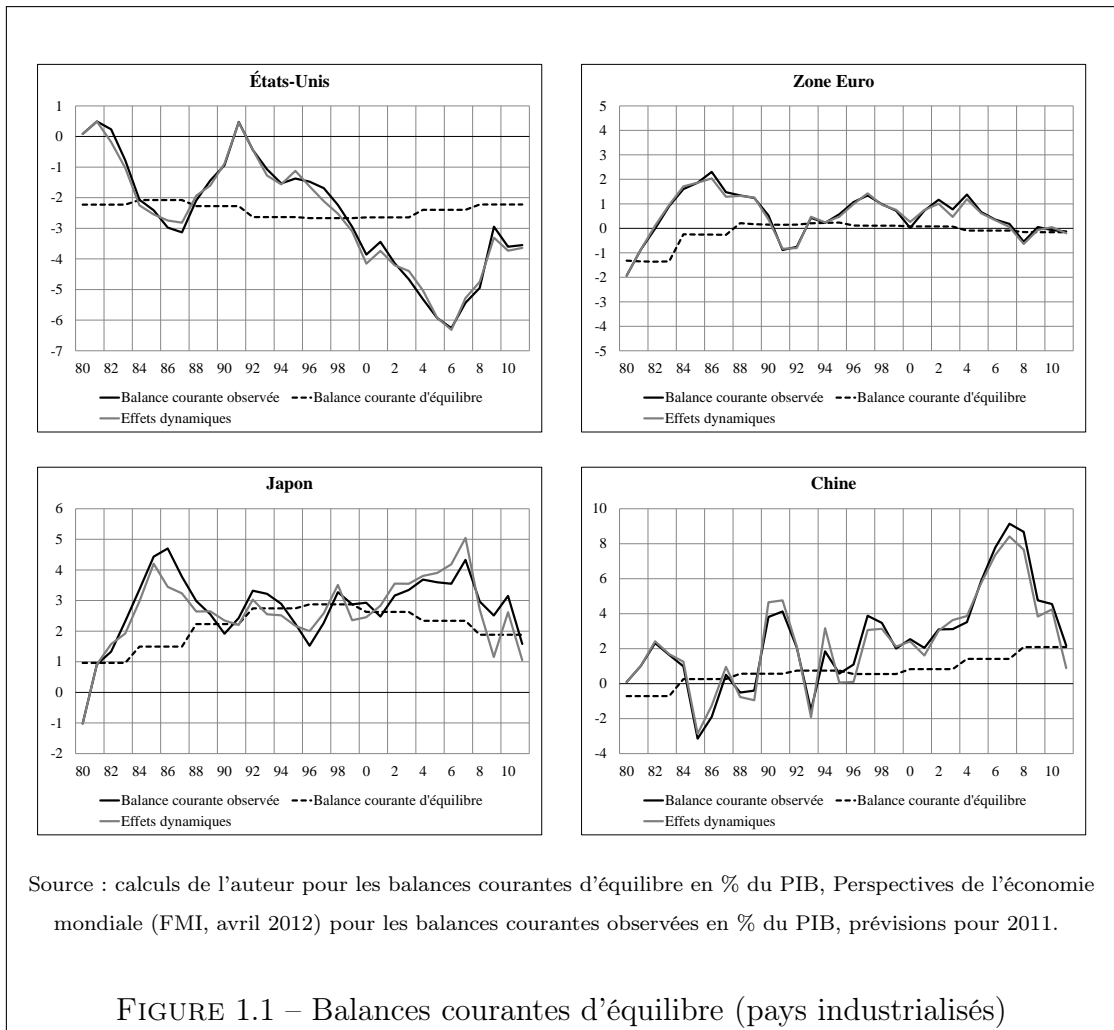 États-Unis
1
0
-1
-2
-3
-4
-5
-6
-7
80 82 84 86 88 90 92 94 96 98 0 2 4 6 8 10
Balance courante observée Balance courante d'équilibre
Effets dynamiques
Zone Euro
5
4
3
2
1
0
-1
-2
-3
-4
-5
80 82 84 86 88 90 92 94 96 98 0 2 4 6 8 10
Balance courante observée Balance courante d'équilibre
Effets dynamiques
Japon
6
5
4
3
2
1
0
-1
-2
80 82 84 86 88 90 92 94 96 98 0 2 4 6 8 10
Balance courante observée Balance courante d'équilibre
Effets dynamiques
Chine
10
8
6
4
2
0
-2
-4
80 82 84 86 88 90 92 94 96 98 0 2 4 6 8 10
Balance courante observée Balance courante d'équilibre
Effets dynamiques
Source : calculs de l'auteur pour les balances courantes d'équilibre en % du PIB, Perspectives de l'économie
mondiale (FMI, avril 2012) pour les balances courantes observées en % du PIB, prévisions pour 2011.
FIGURE 1.1 – Balances courantes d'équilibre (pays industrialisés)